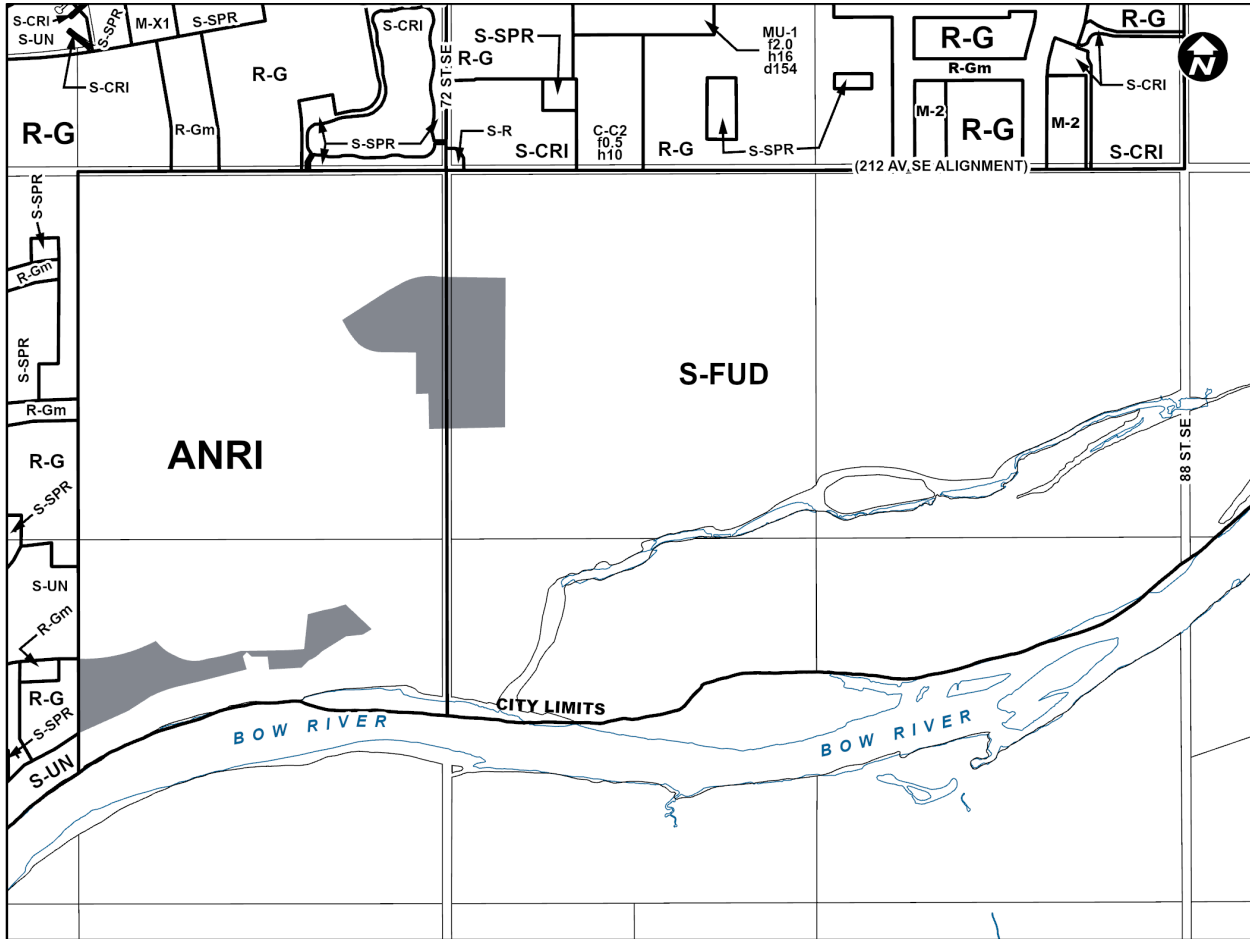 S-CRI
S-UN
S-SPR
M-X1
S-SPR
S-CRI
R-G
R-G
R-Gm
S-CRI
S-SPR
72 ST. SE
S-SPR
R-G
S-R
S-CRI
C-C2
f0.5
h10
R-G
MU-1
f2.0
h16
d154
S-SPR
R-G
R-Gm
M-2
R-G
M-2
R-G
S-CRI
S-CRI
N
(212 AV. SE ALIGNMENT)
S-SPR
R-Gm
S-SPR
R-Gm
R-G
S-SPR
S-UN
R-Gm
R-G
S-SPR
S-UN
ANRI
S-FUD
88 ST. SE
CITY LIMITS
BOW RIVER
BOW RIVER